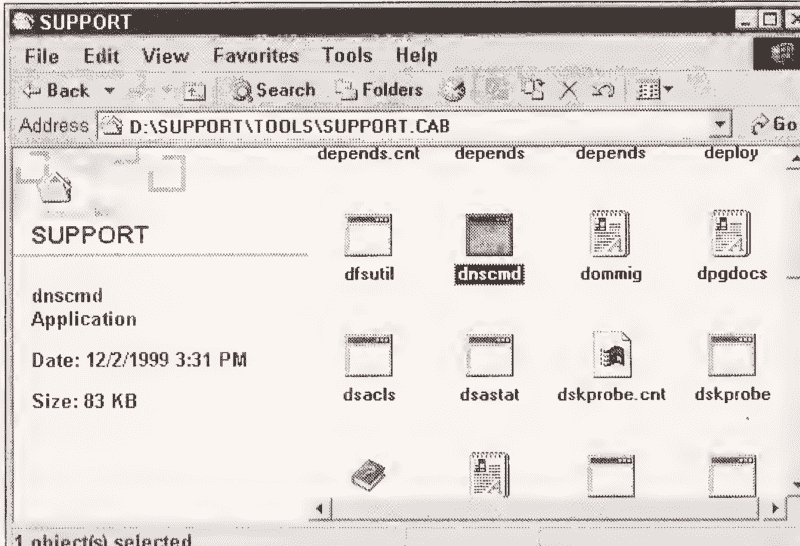 SUPPORT
File Edit View Favorites Tools Help
Back Search Folders
Address D:\SUPPORT\TOOLS\SUPPORT.CAB Go
depends.cnt depends depends deploy
SUPPORT
dfsutil dnscmd dommig dpgdocs
dnscmd
Application
Date: 12/2/1999 3:31 PM
dsacls dsastat dskprobe.cnt dskprobe
Size: 83 KB
1 object(s) selected